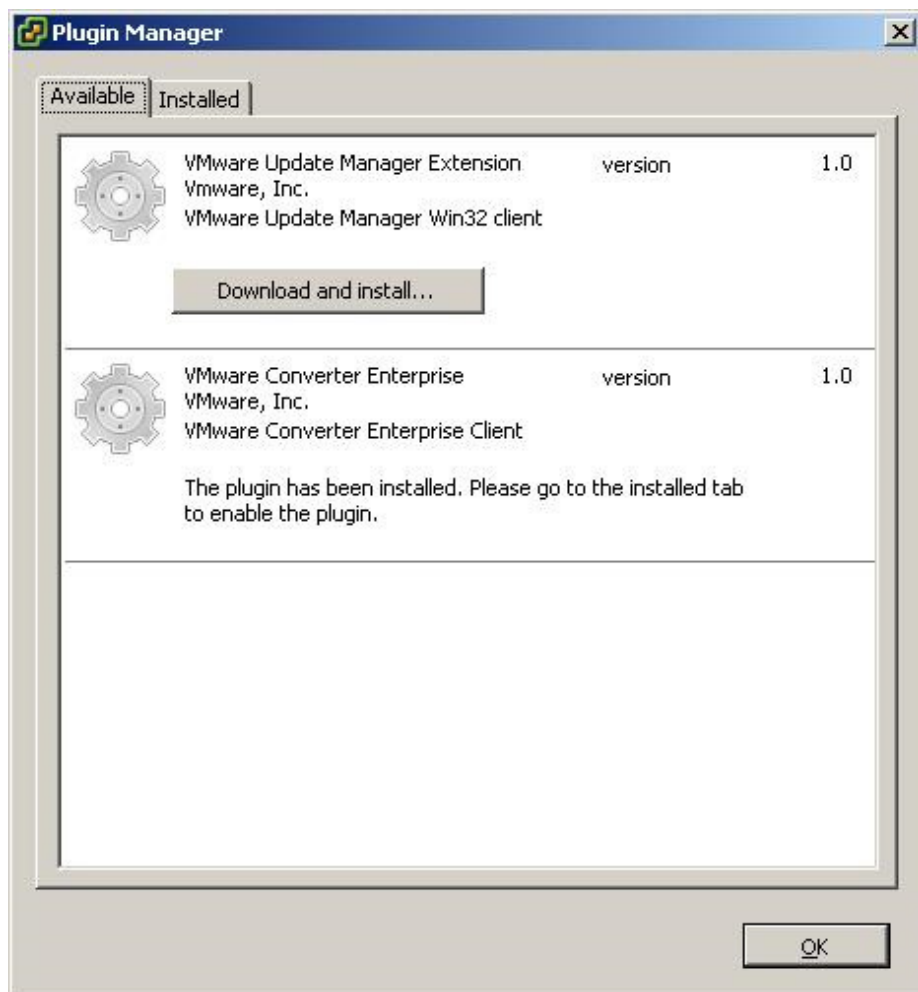 Plugin Manager
Available Installed
VMware Update Manager Extension version 1.0
Vmware, Inc.
VMware Update Manager Win32 client
Download and install...
VMware Converter Enterprise version 1.0
VMware, Inc.
VMware Converter Enterprise Client
The plugin has been installed. Please go to the installed tab
to enable the plugin.
OK